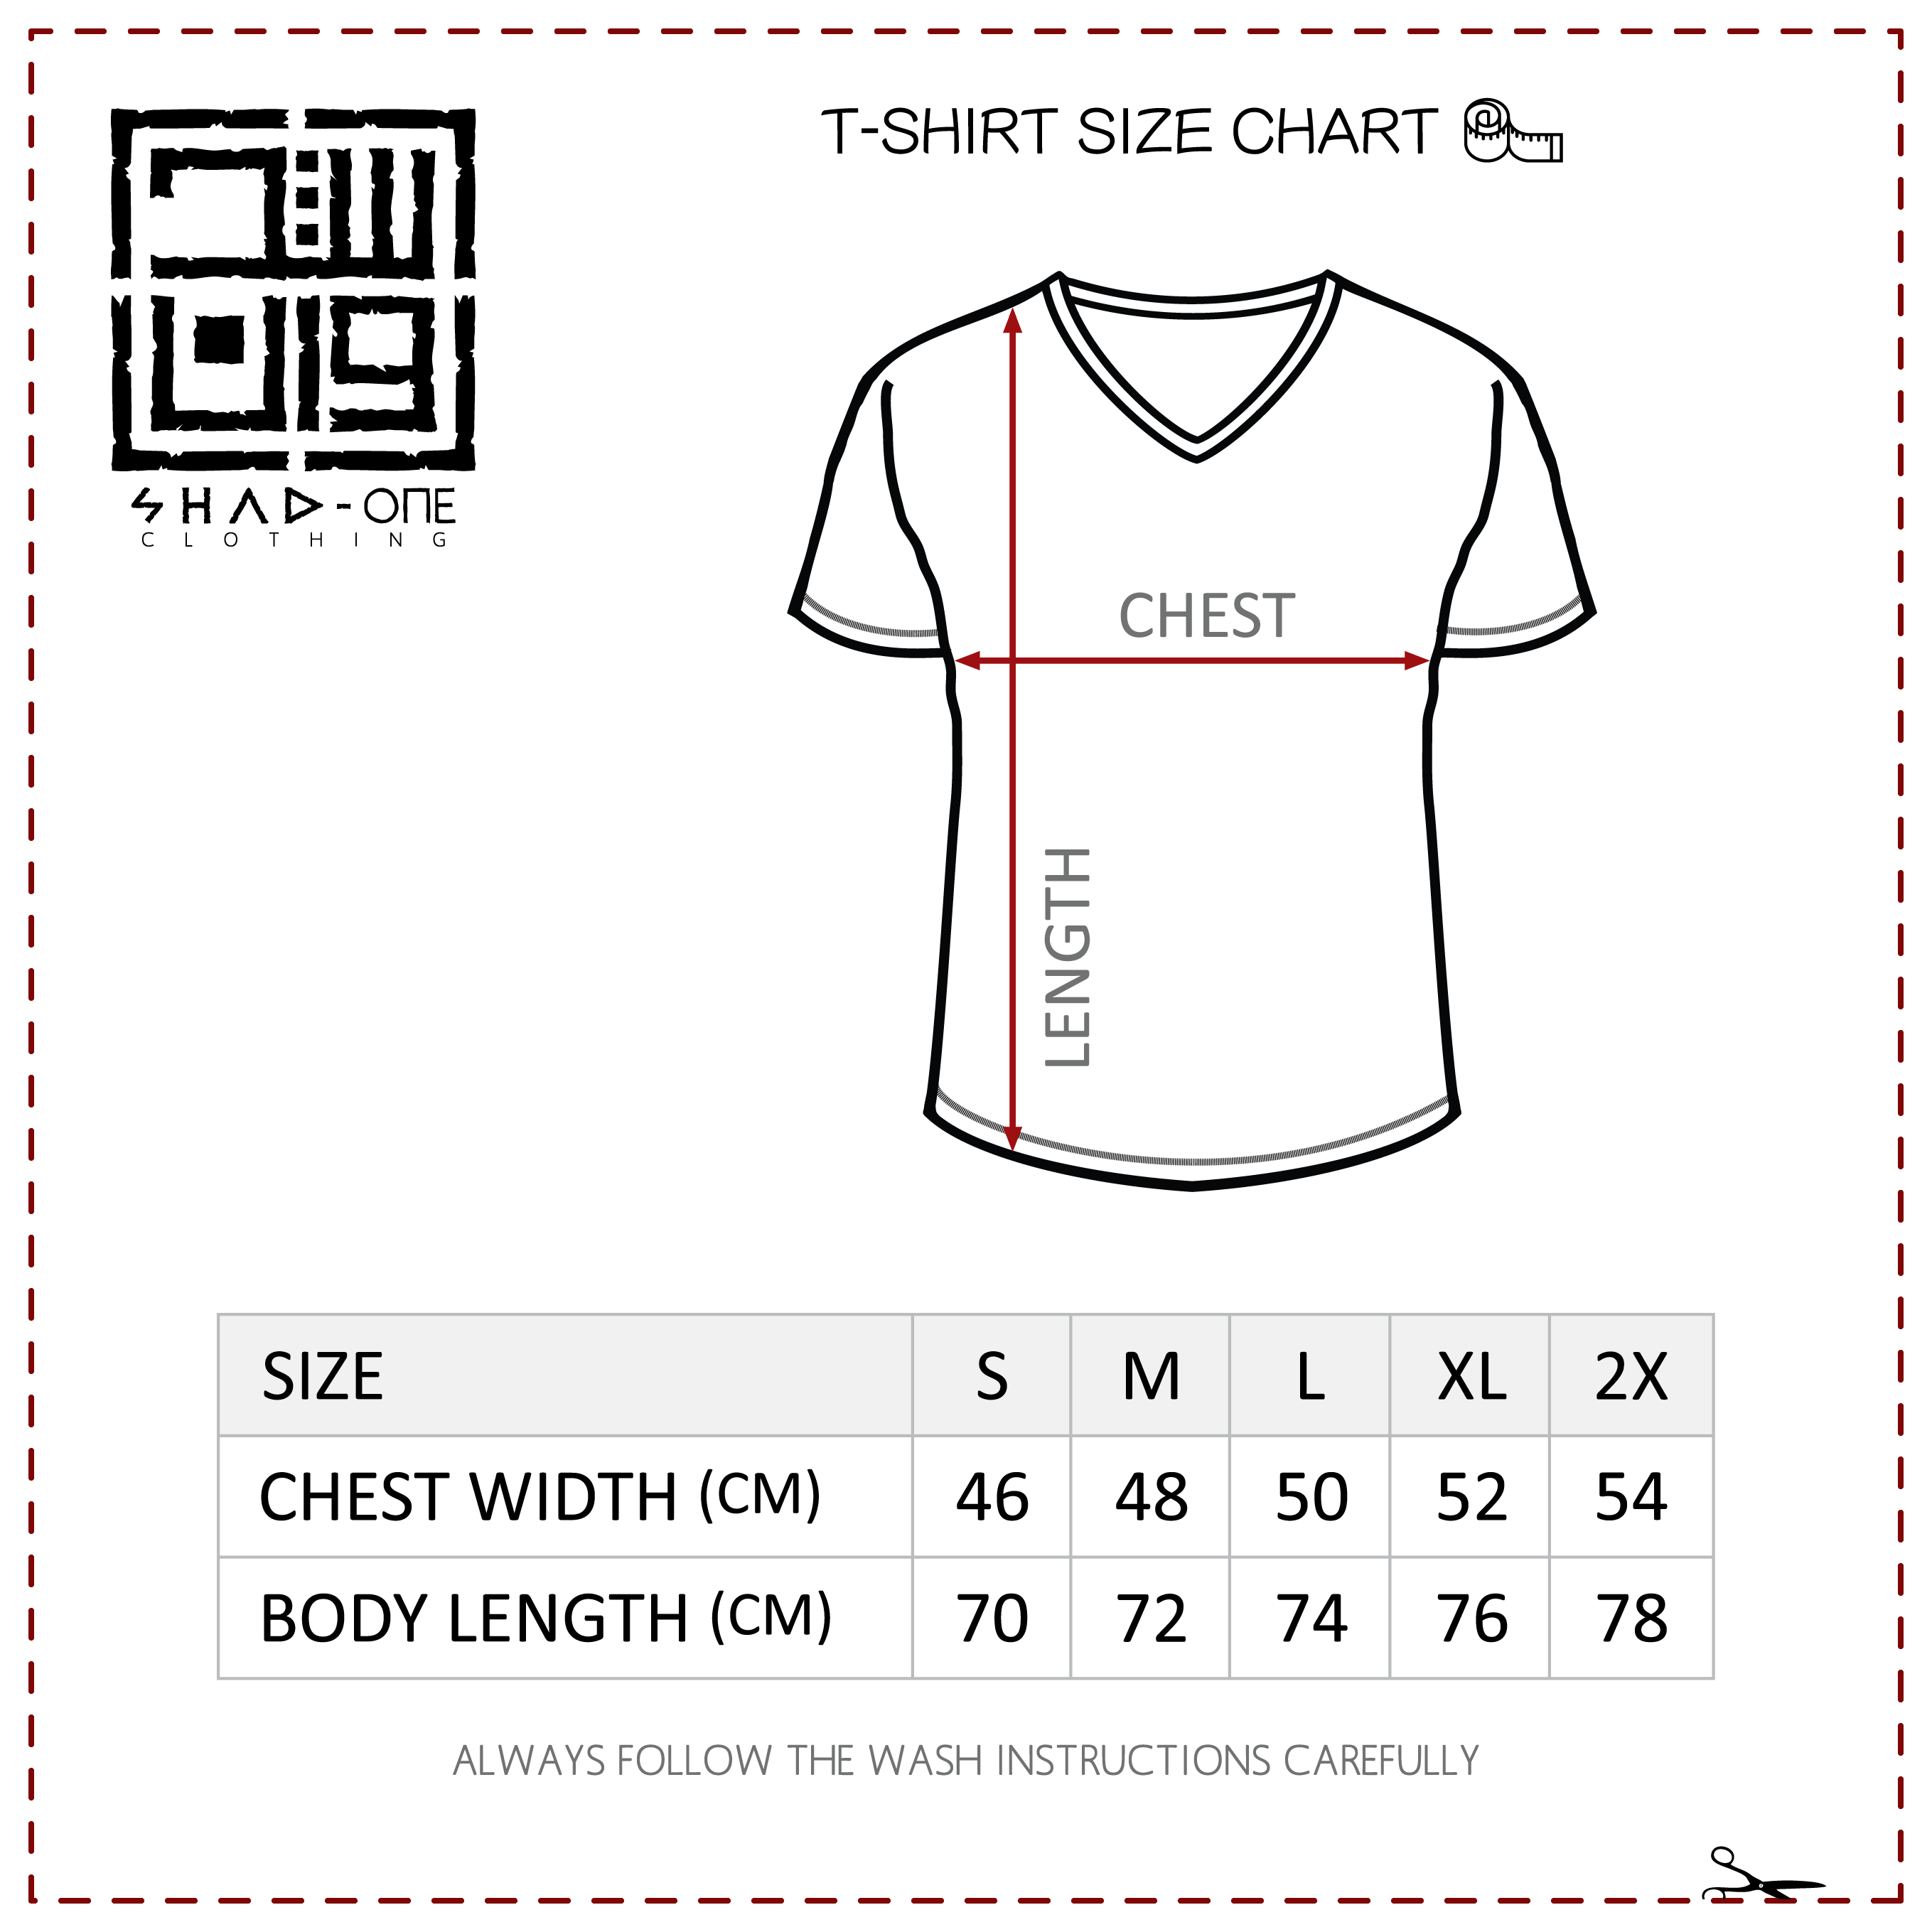 T-SHIRT SIZE CHART
SHAD-ONE
CLOTHING
CHEST
LENGTH
SIZE S M L XL 2X
CHEST WIDTH (CM) 46 48 50 52 54
BODY LENGTH (CM) 70 72 74 76 78
ALWAYS FOLLOW THE WASH INSTRUCTIONS CAREFULLY